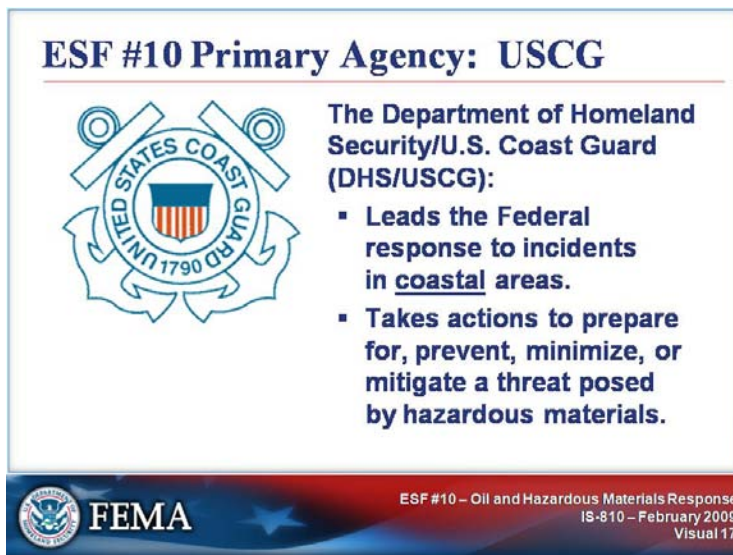 ESF #10 Primary Agency: USCG
UNITED STATES COAST GUARD
1790
The Department of Homeland
Security/U.S. Coast Guard
(DHS/USCG):
▪ Leads the Federal
response to incidents
in coastal areas.
▪ Takes actions to prepare
for, prevent, minimize, or
mitigate a threat posed
by hazardous materials.
FEMA
ESF #10 – Oil and Hazardous Materials Response
IS-810 – February 2009
Visual 17